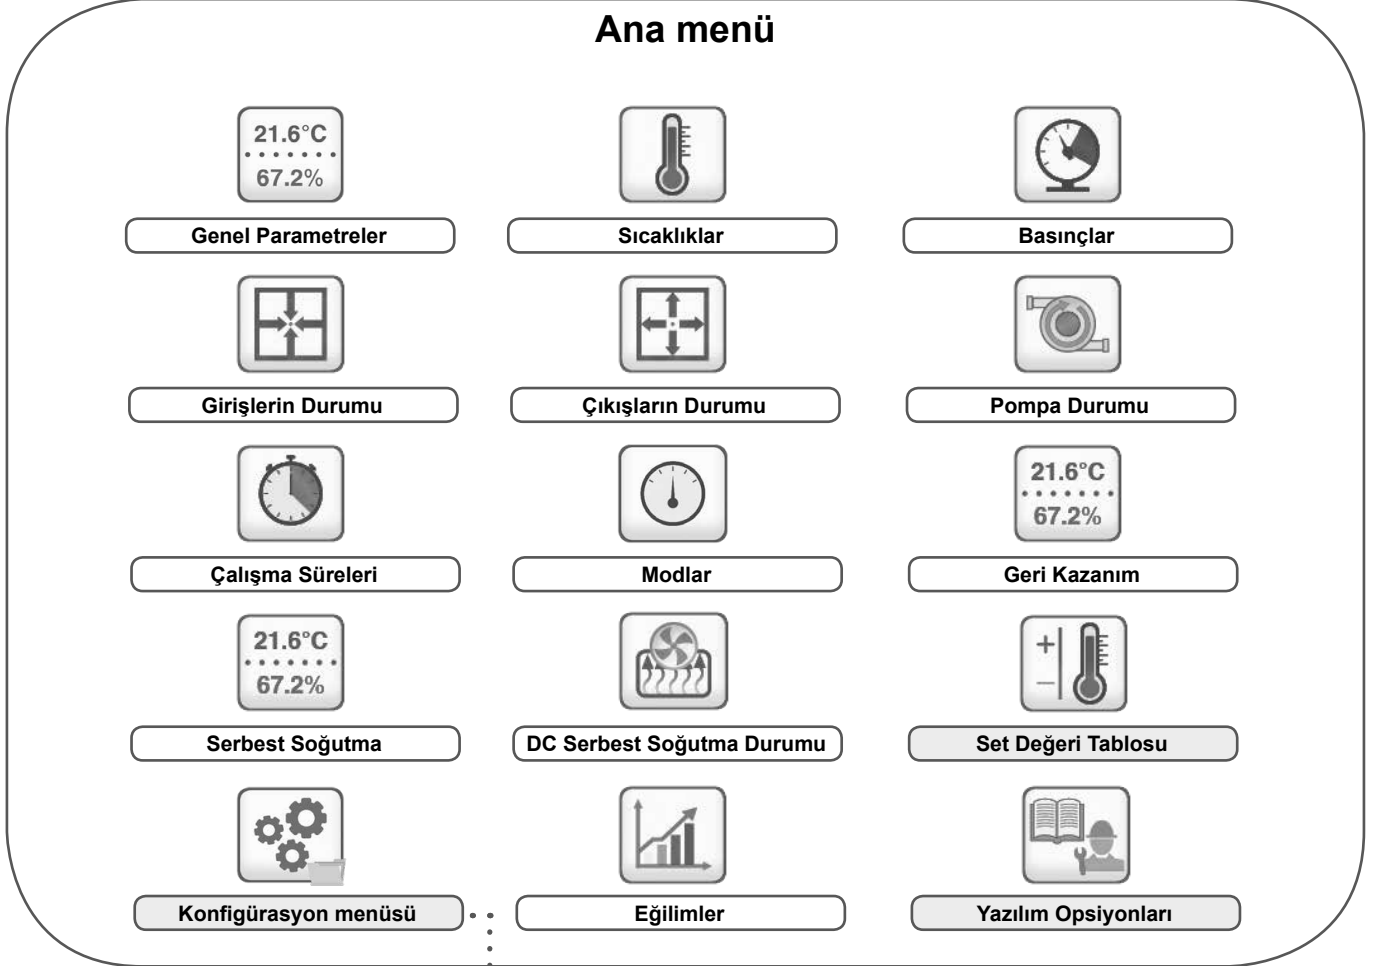 Ana menü
21.6°C
67.2%
Genel Parametreler
Sıcaklıklar
Basınçlar
Girişlerin Durumu
Çıkışların Durumu
Pompa Durumu
21.6°C
67.2%
Çalışma Süreleri
Modlar
Geri Kazanım
21.6°C
67.2%
+
–
Serbest Soğutma
DC Serbest Soğutma Durumu
Set Değeri Tablosu
Konfigürasyon menüsü
Eğilimler
Yazılım Opsiyonları